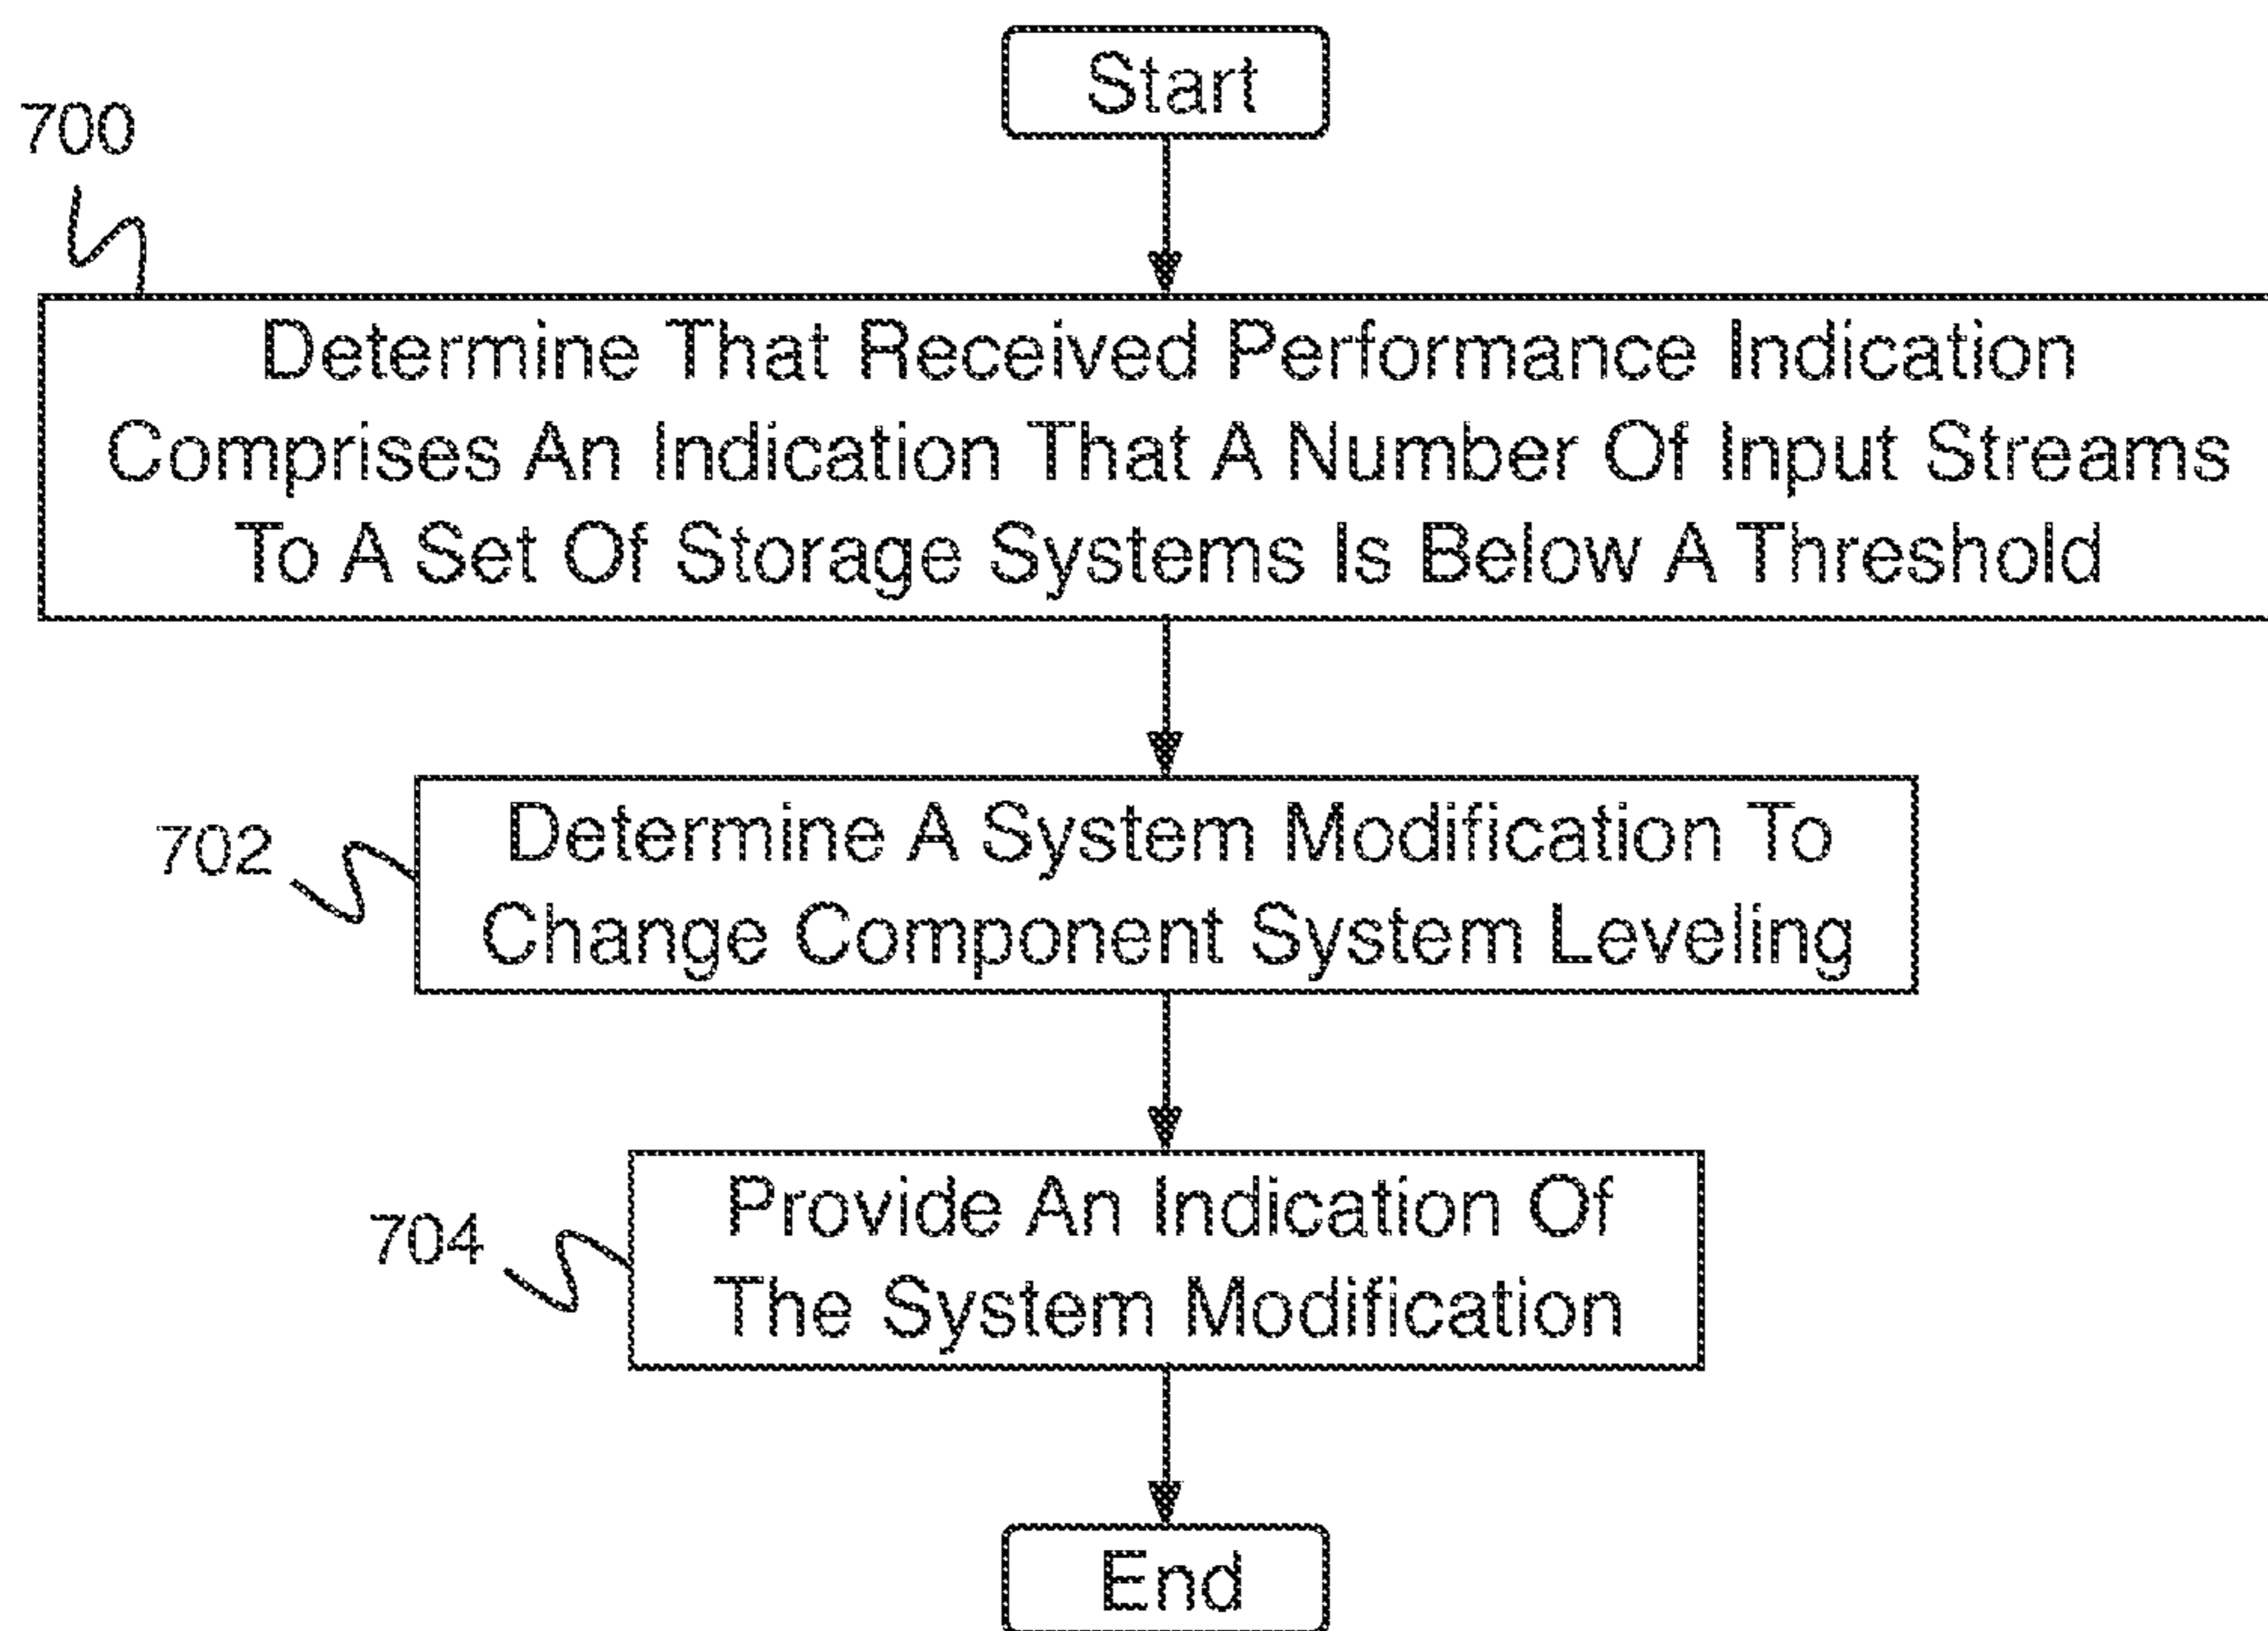 Start
700
Determine That Received Performance Indication
Comprises An Indication That A Number Of Input Streams
To A Set Of Storage Systems Is Below A Threshold
702
Determine A System Modification To
Change Component System Leveling
704
Provide An Indication Of
The System Modification
End